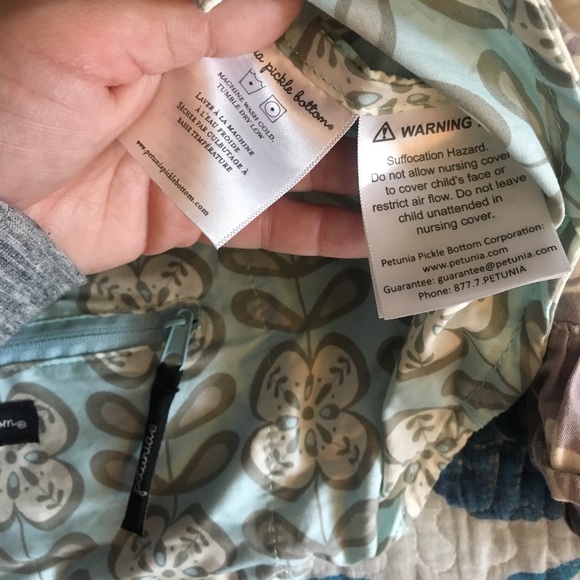 a pickle bottom®
MACHINE WASH COLD,
TUMBLE DRY LOW
LAVER À LA MACHINE
À L'EAU FROIDE
SÉCHER PAR CULBUTAGE À
BASSE TEMPÉRATURE
www.petuniapicklebottom.com
WARNING
Suffocation Hazard.
Do not allow nursing cover
to cover child's face or
restrict air flow. Do not leave
child unattended in
nursing cover.
Petunia Pickle Bottom Corporation:
www.petunia.com
Guarantee: guarantee@petunia.com
Phone: 877.7.PETUNIA
petunia
om®